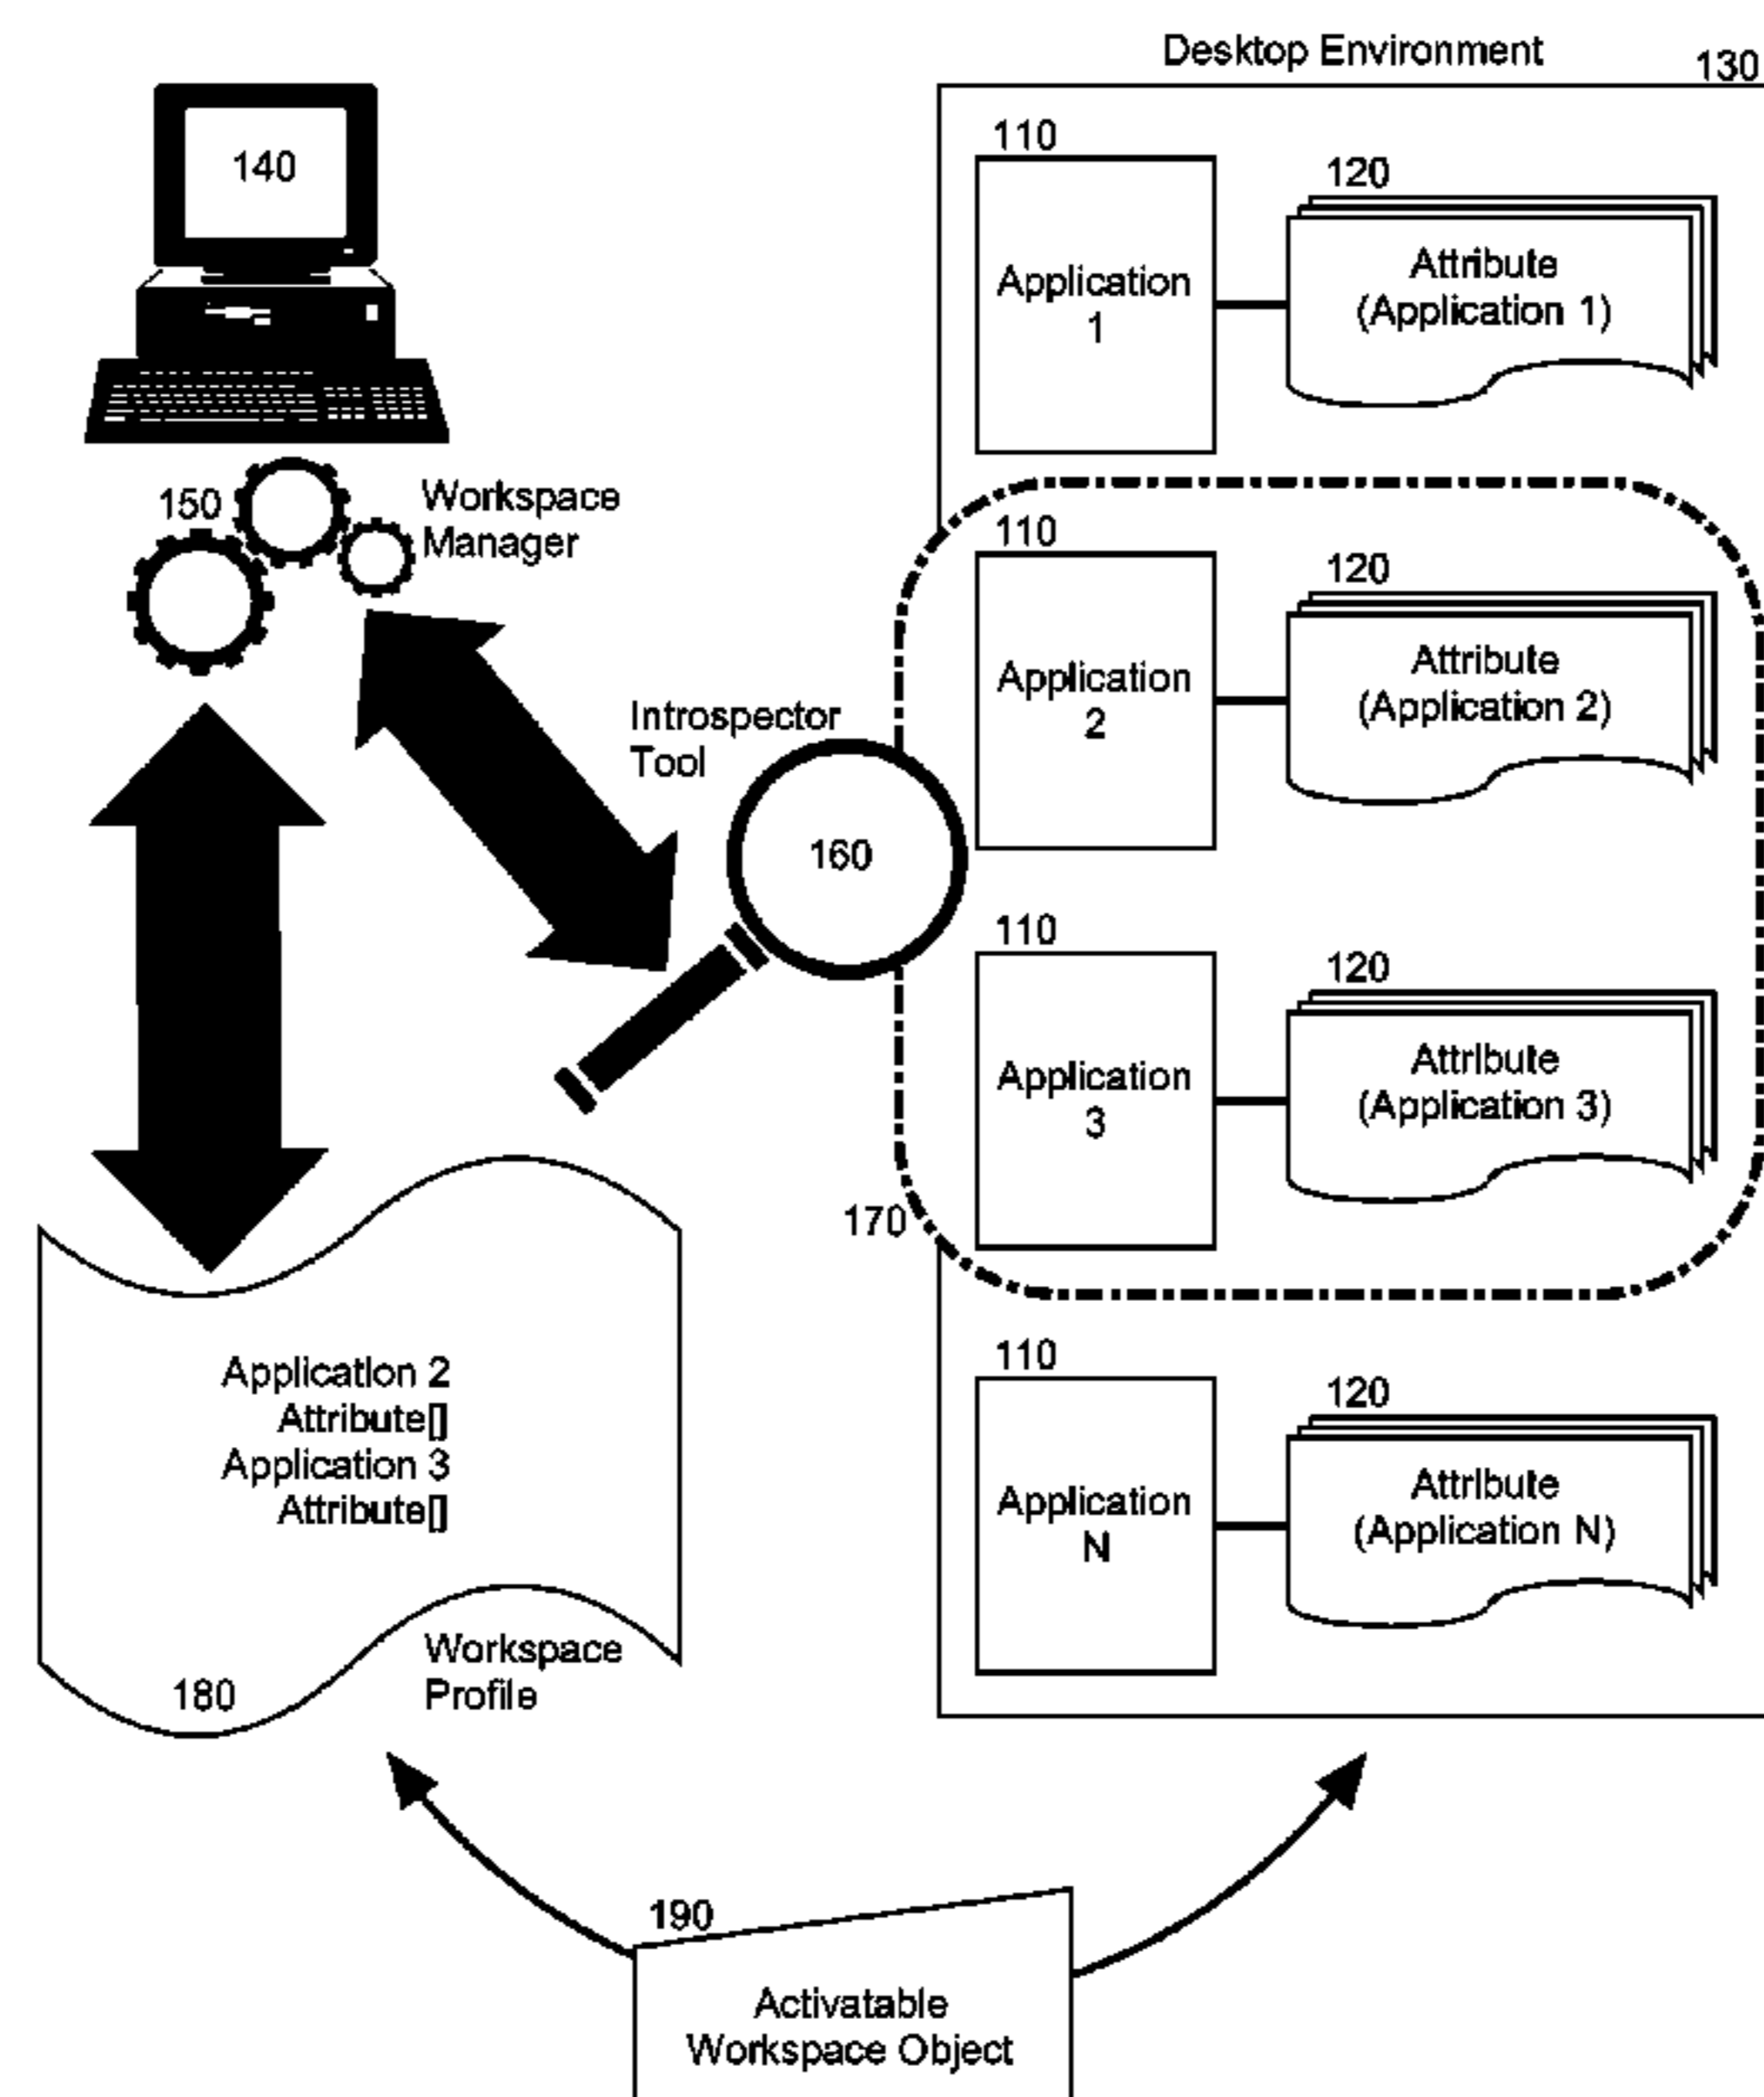 Desktop Environment
130
140
110
120
Application
1
Attribute
(Application 1)
150
Workspace
Manager
110
120
Application
2
Attribute
(Application 2)
Introspector
Tool
160
110
120
Application
3
Attribute
(Application 3)
170
110
120
Application
N
Attribute
(Application N)
Application 2
Attribute[]
Application 3
Attribute[]
Workspace
Profile
180
190
Activatable
Workspace Object